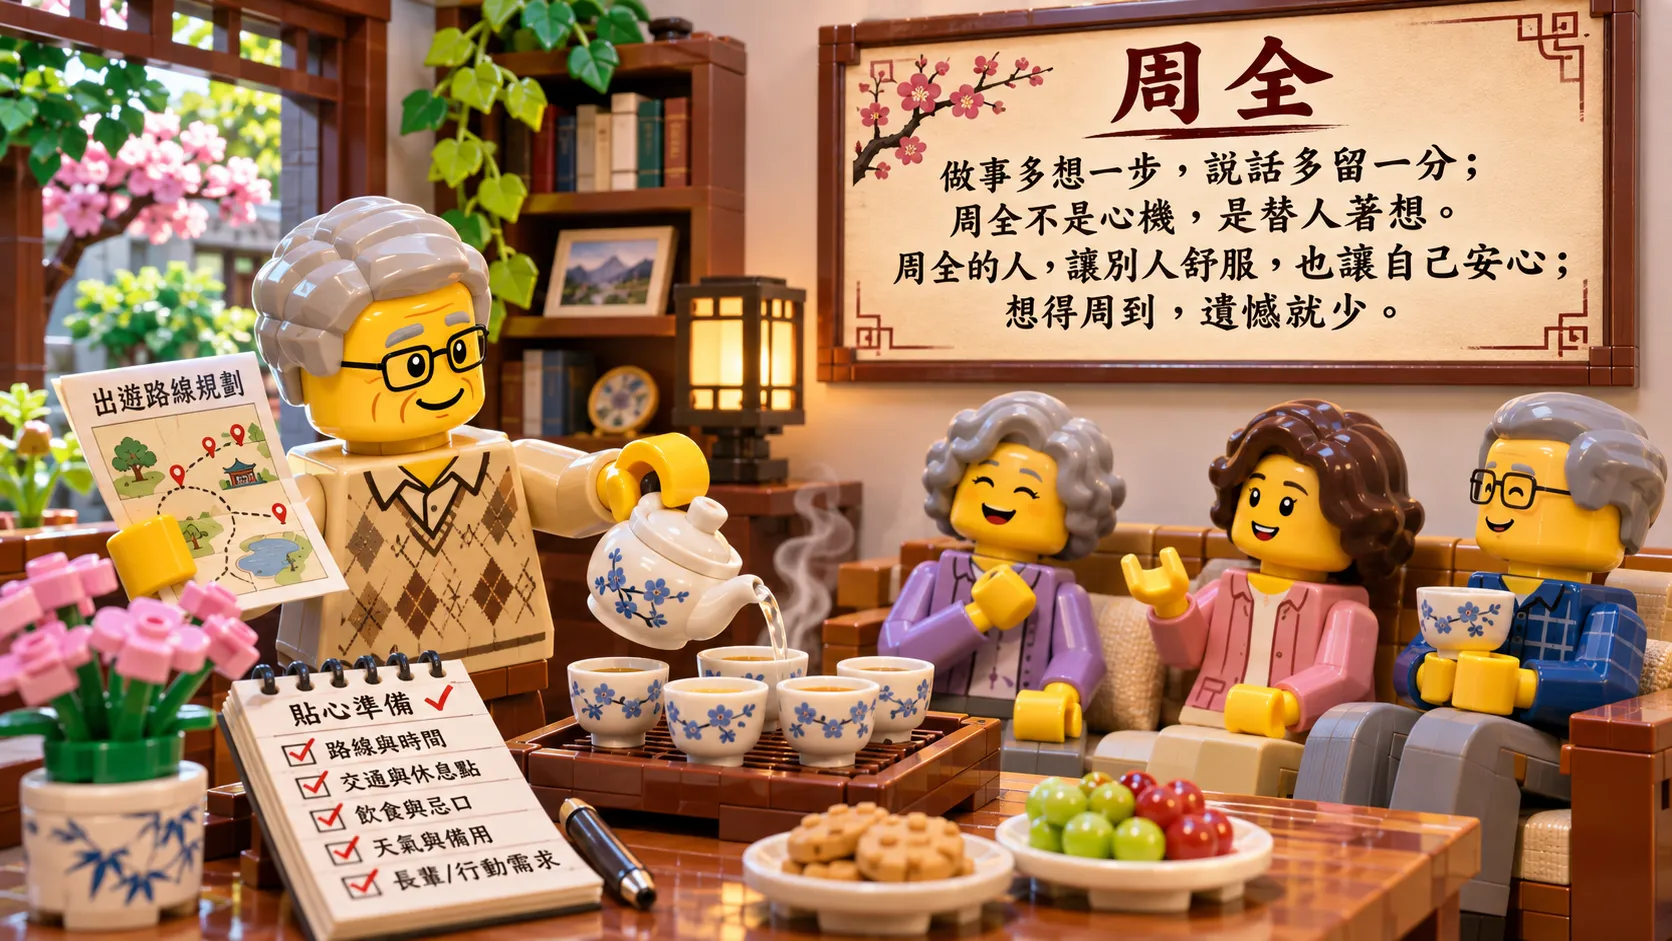 周全
做事多想一步，說話多留一分；
周全不是心機，是替人著想。
周全的人，讓別人舒服，也讓自己安心；
想得周到，遺憾就少。
出遊路線規劃
貼心準備
路線與時間
交通與休息點
飲食與忌口
天氣與備用
長輩/行動需求